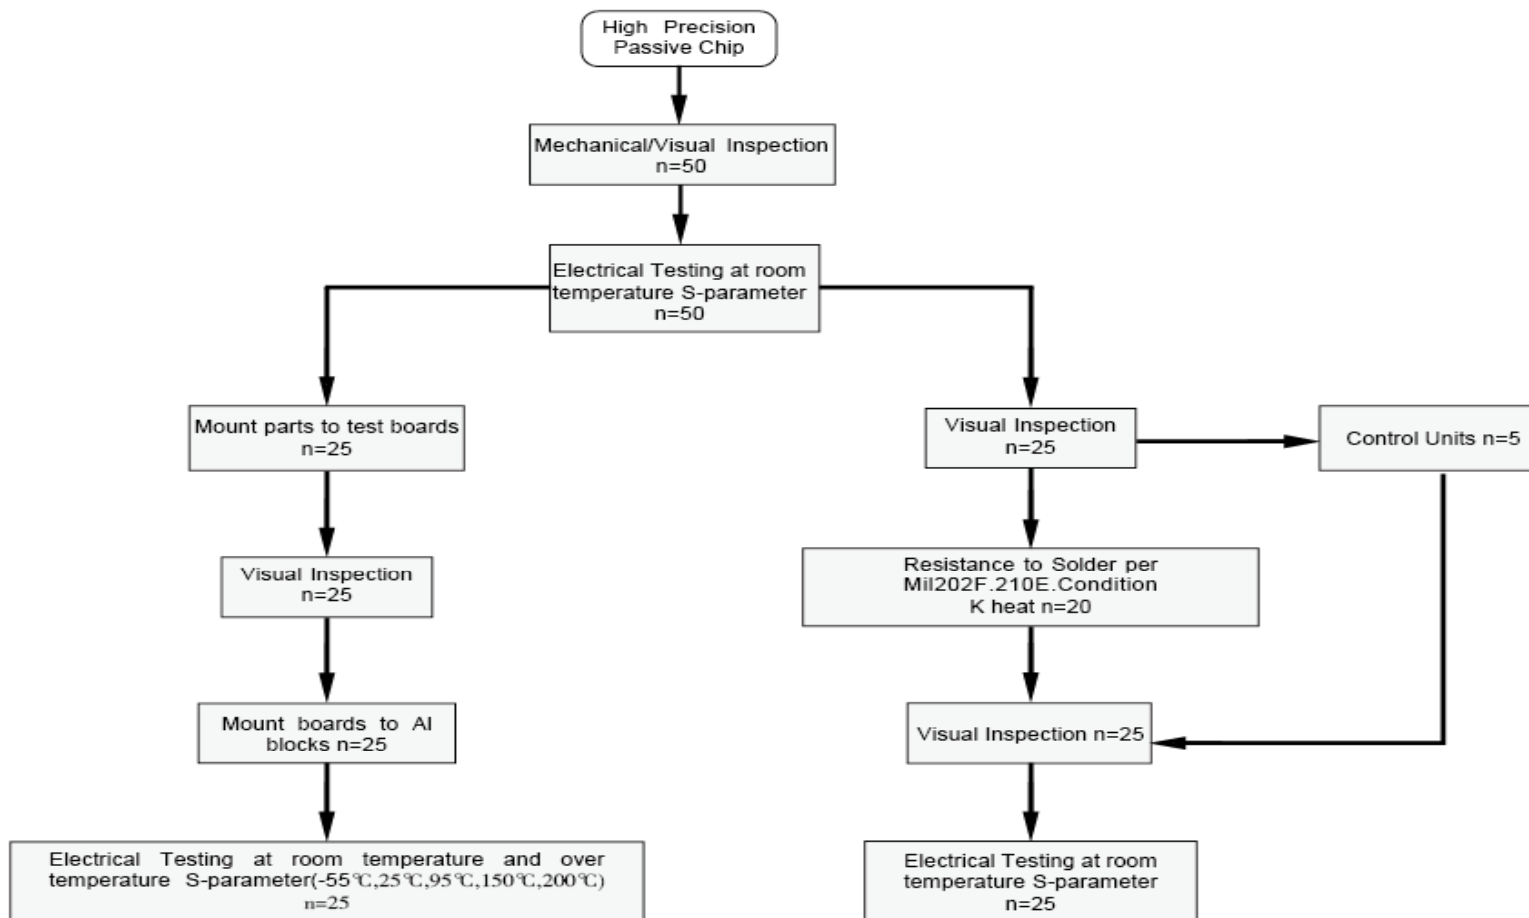 High Precision
Passive Chip
Mechanical/Visual Inspection
n=50
Electrical Testing at room
temperature S-parameter
n=50
Mount parts to test boards
n=25
Visual Inspection
n=25
Control Units n=5
Visual Inspection
n=25
Resistance to Solder per
Mil202F.210E.Condition
K heat n=20
Mount boards to Al
blocks n=25
Visual Inspection n=25
Electrical Testing at room temperature and over
temperature S-parameter(-55℃,25℃,95℃,150℃,200℃)
n=25
Electrical Testing at room
temperature S-parameter
n=25